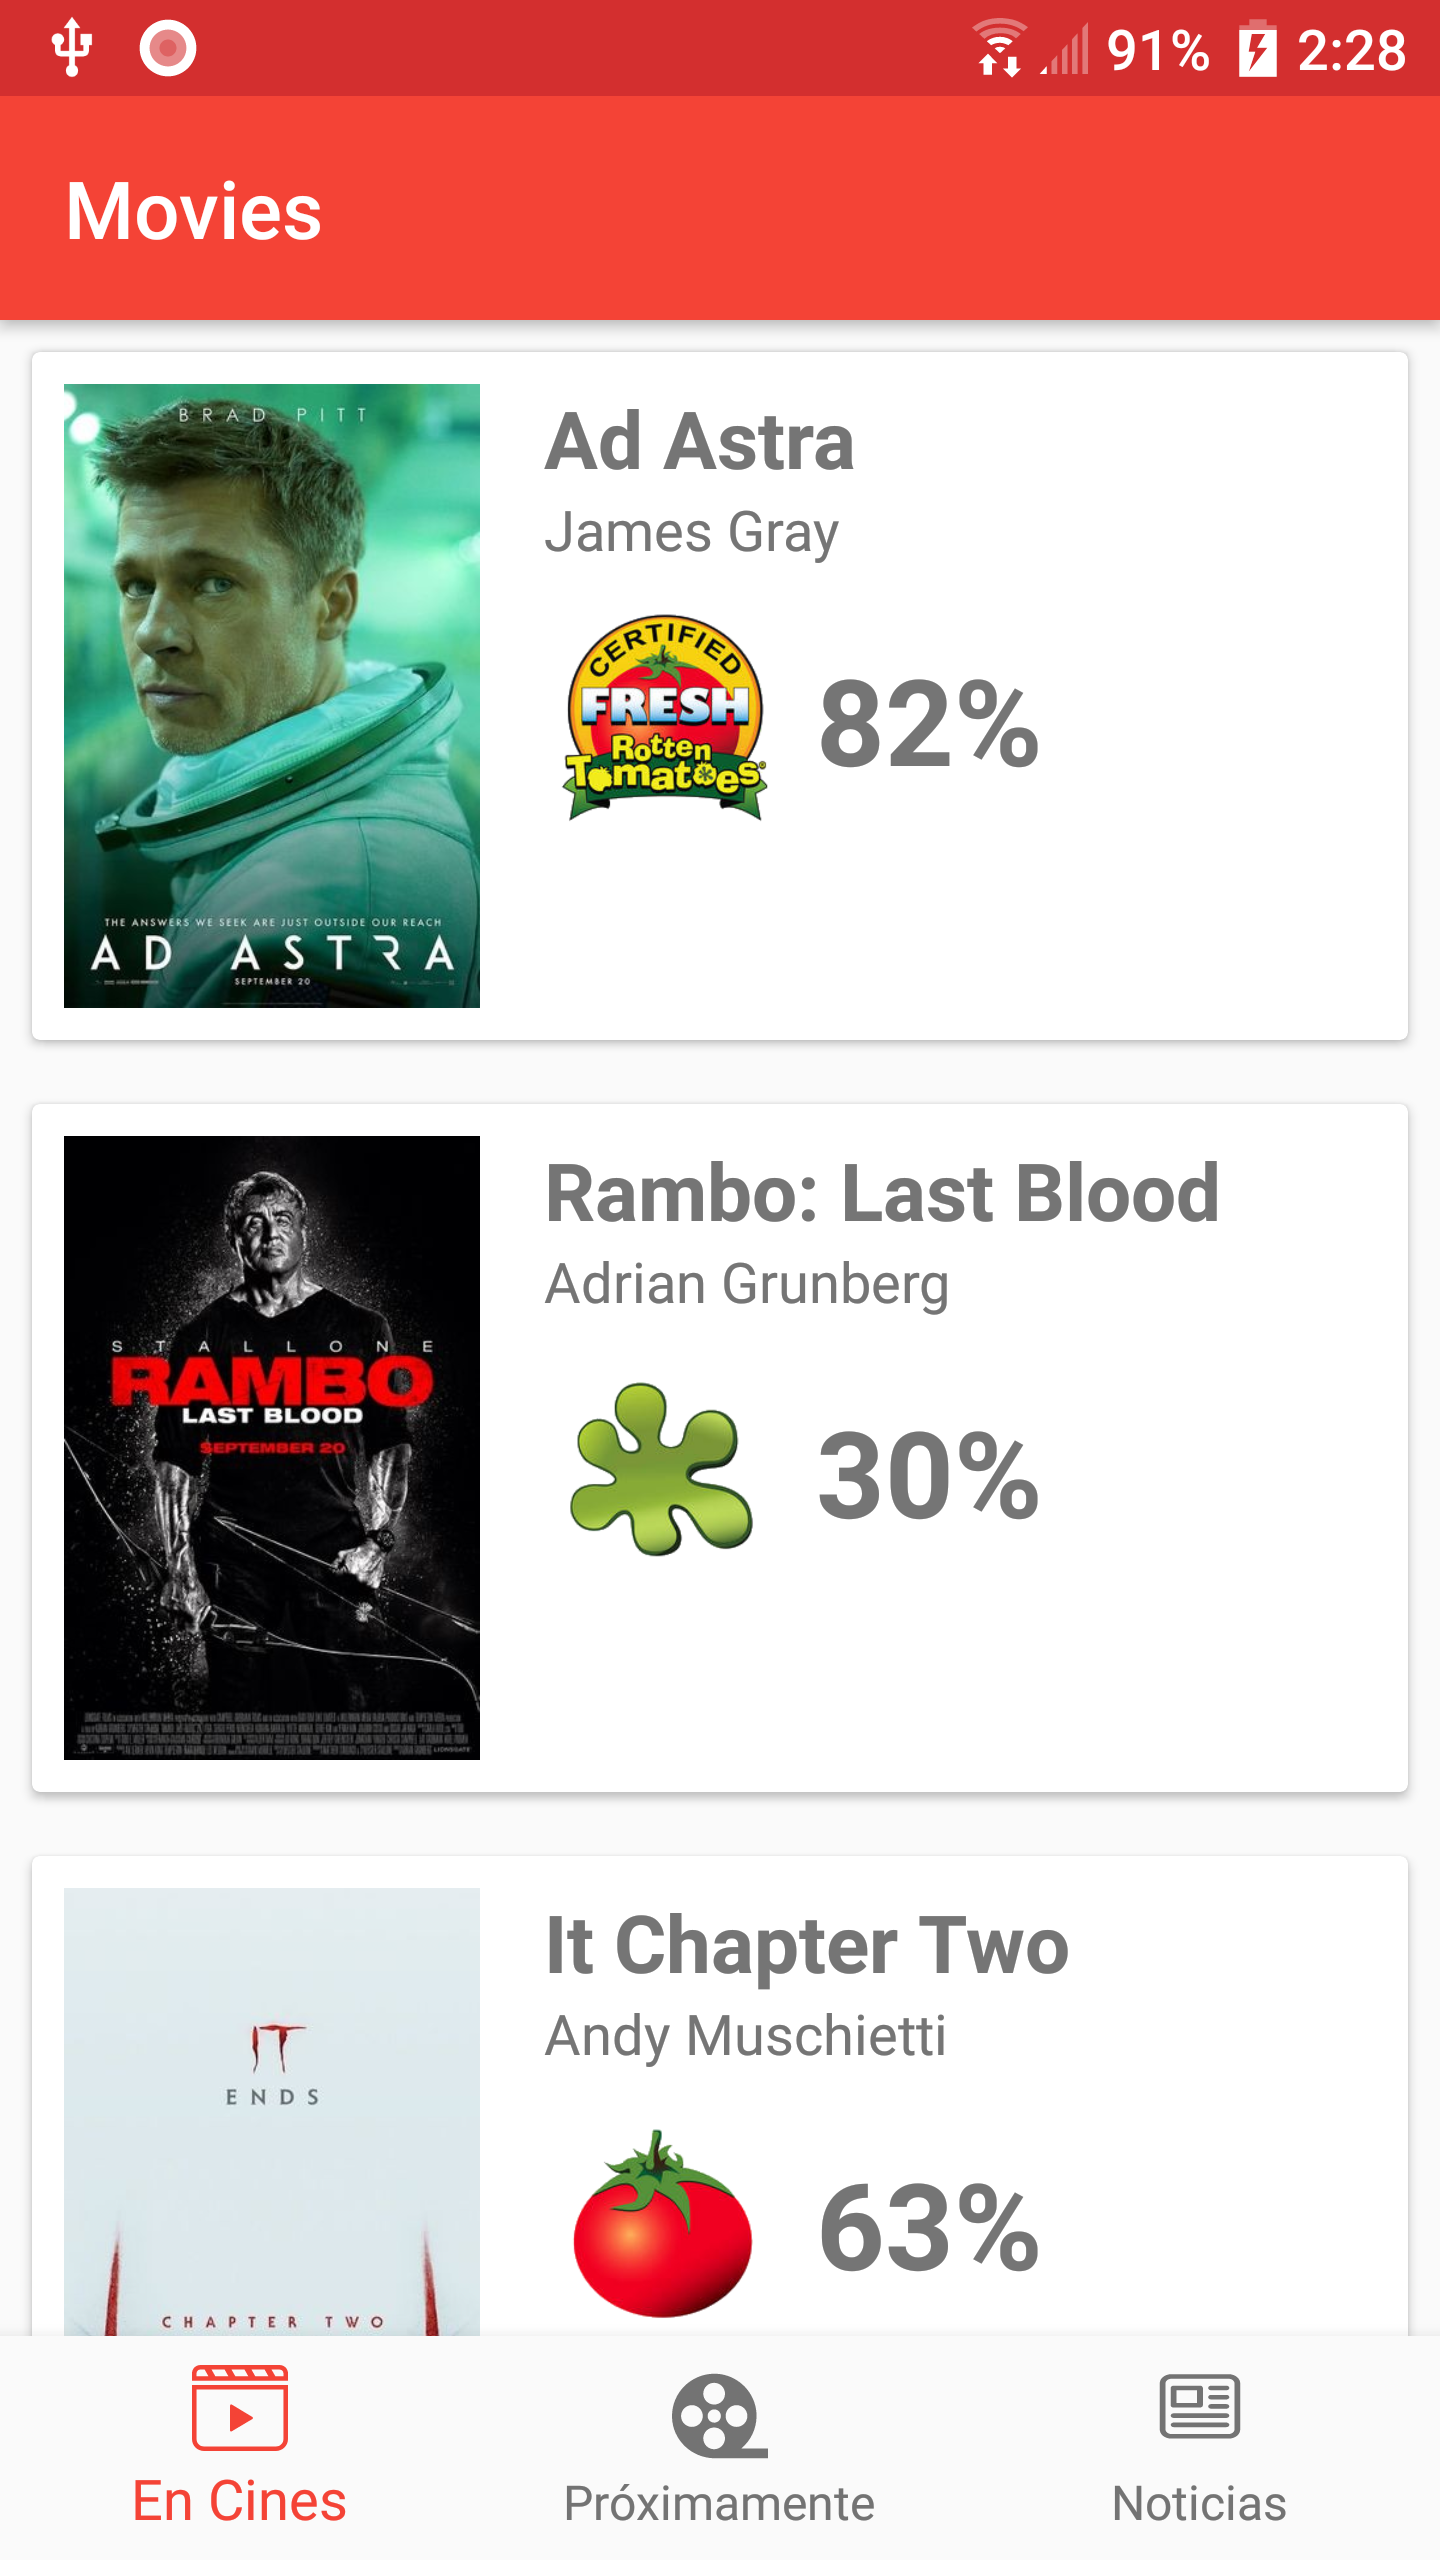 91% 2:28
Movies
BRAD PITT
THE ANSWERS WE SEEK ARE JUST OUTSIDE OUR REACH
AD ASTRA
SEPTEMBER 20
Ad Astra
James Gray
CERTIFIED
FRESH
Rotten
Tomatoes
82%
STALLONE
RAMBO
LAST BLOOD
SEPTEMBER 20
LIONSGATE
Rambo: Last Blood
Adrian Grunberg
30%
IT
ENDS
CHAPTER TWO
It Chapter Two
Andy Muschietti
63%
En Cines
Próximamente
Noticias